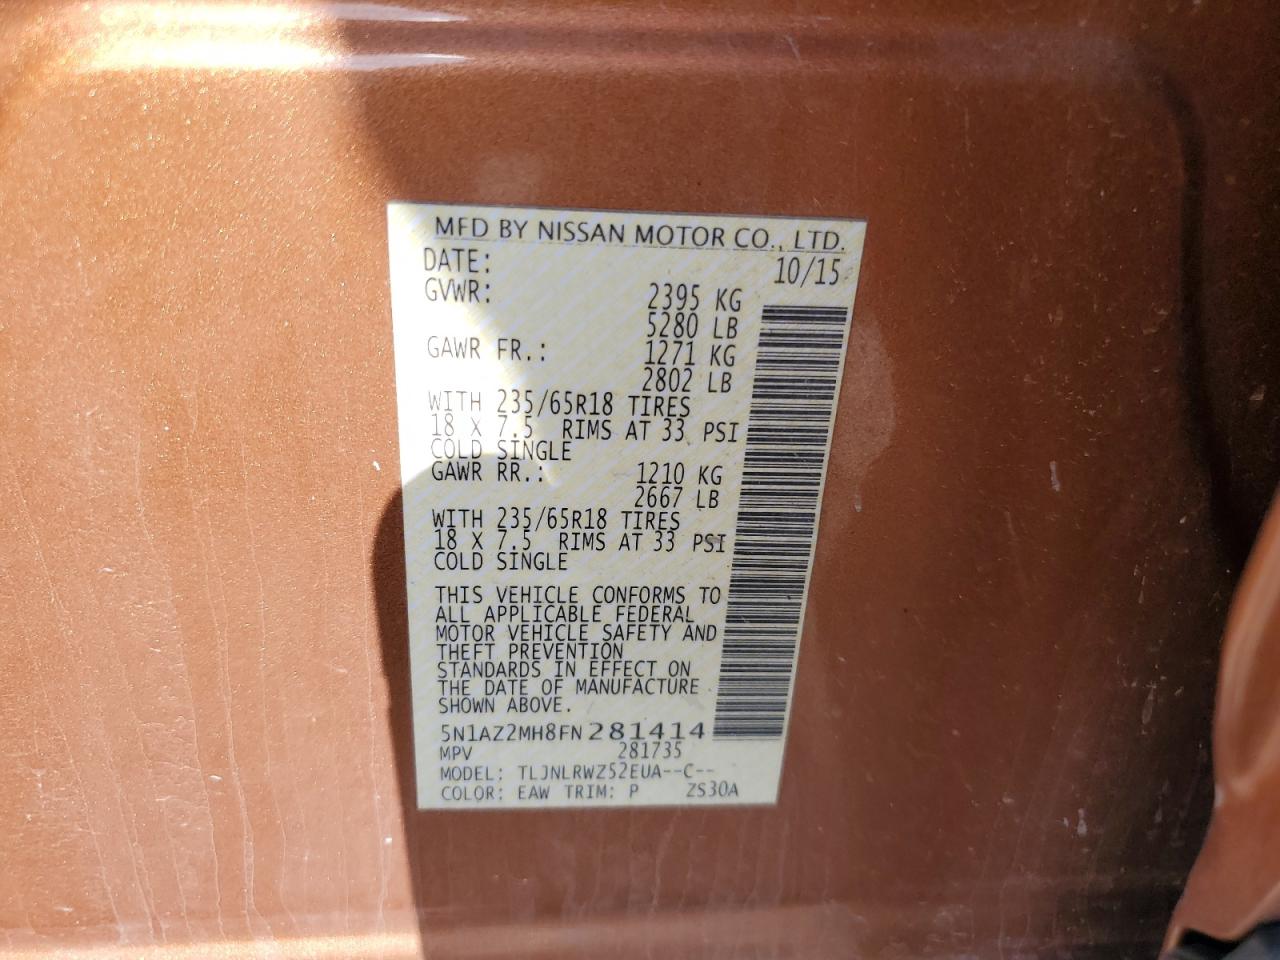 MFD BY NISSAN MOTOR CO., LTD.
DATE: 10/15
GVWR: 2395 KG
5280 LB
GAWR FR.: 1271 KG
2802 LB
WITH 235/65R18 TIRES
18 X 7.5 RIMS AT 33 PSI
COLD SINGLE
GAWR RR.: 1210 KG
2667 LB
WITH 235/65R18 TIRES
18 X 7.5 RIMS AT 33 PSI
COLD SINGLE
THIS VEHICLE CONFORMS TO
ALL APPLICABLE FEDERAL
MOTOR VEHICLE SAFETY AND
THEFT PREVENTION
STANDARDS IN EFFECT ON
THE DATE OF MANUFACTURE
SHOWN ABOVE.
5N1AZ2MH8FN281414
MPV 281735
MODEL: TLJNLRWZ52EUA--C--
COLOR: EAW TRIM: P ZS30A